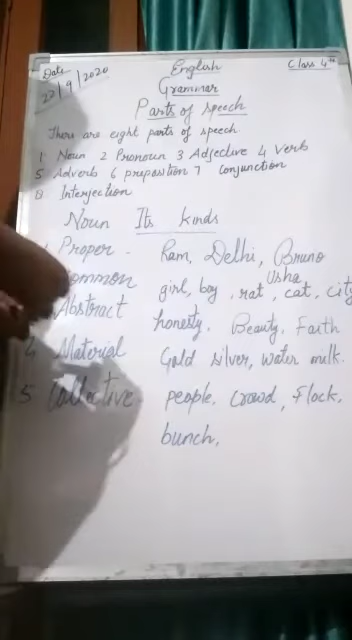 Date English Class 4th
22/9/2020 Grammar
Parts of speech
There are eight parts of speech
1 Noun 2 Pronoun 3 Adjective 4 Verb
5 Adverb 6 preposition 7 Conjunction
8 Interjection
Noun Its kinds
Proper - Ram, Delhi, Bruno
Usha
ommon girl, boy, rat, cat, city
Abstract honesty, Beauty, Faith
4 Material Gold silver, water milk.
5 Collective people, crowd, flock,
bunch,